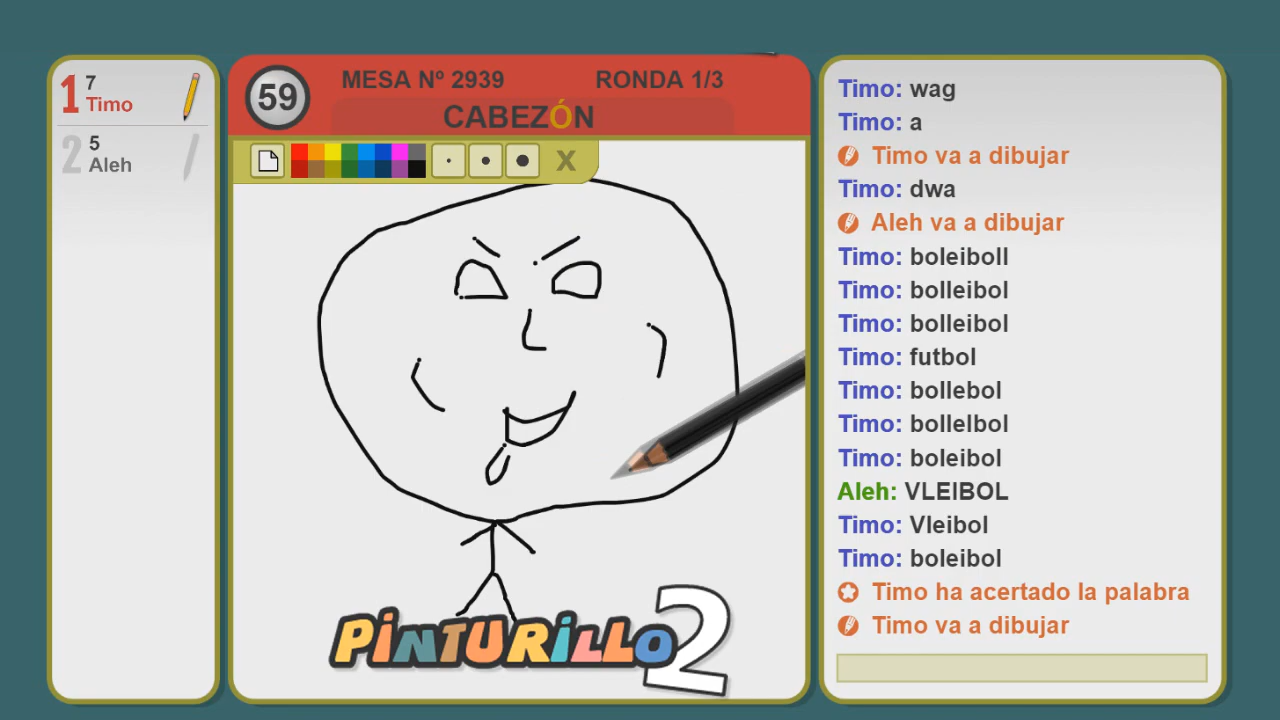 1 7
Timo
2 5
Aleh
59
MESA Nº 2939
RONDA 1/3
CABEZÓN
X
PINTURILLO 2
Timo: wag
Timo: a
Timo va a dibujar
Timo: dwa
Aleh va a dibujar
Timo: boleiboll
Timo: bolleibol
Timo: bolleibol
Timo: futbol
Timo: bollebol
Timo: bollelbol
Timo: boleibol
Aleh: VLEIBOL
Timo: Vleibol
Timo: boleibol
Timo ha acertado la palabra
Timo va a dibujar